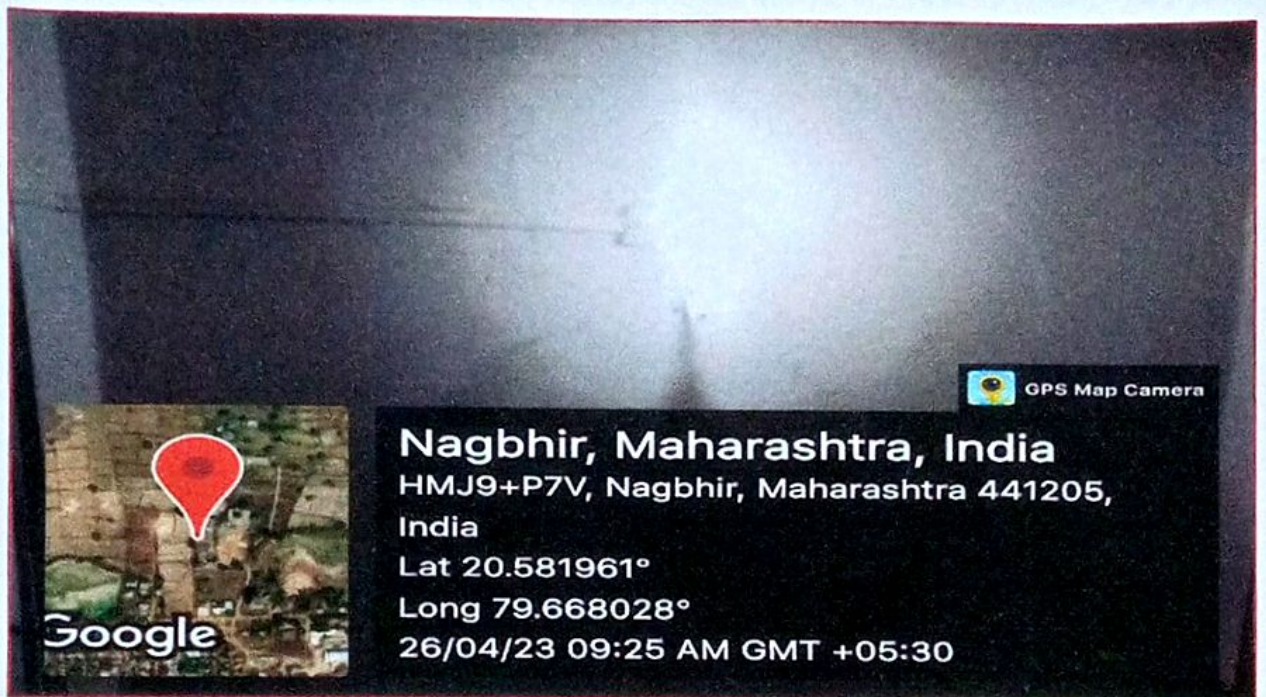 GPS Map Camera
Nagbhir, Maharashtra, India
HMJ9+P7V, Nagbhir, Maharashtra 441205,
India
Lat 20.581961°
Long 79.668028°
26/04/23 09:25 AM GMT +05:30
Google